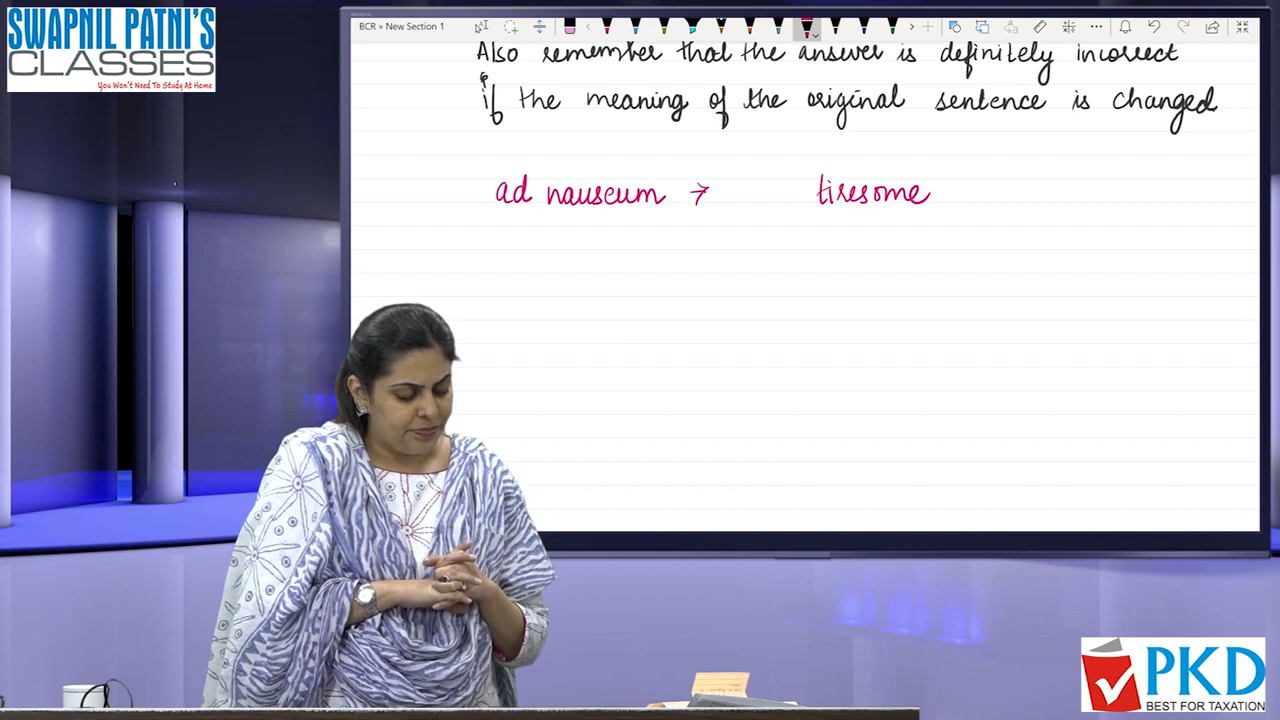 SWAPNIL PATNI'S
CLASSES
You Won't Need To Study At Home
BCR » New Section 1
Also remember that the answer is definitely incorrect
if the meaning of the original sentence is changed
ad nauseum → tiresome
PKD
BEST FOR TAXATION